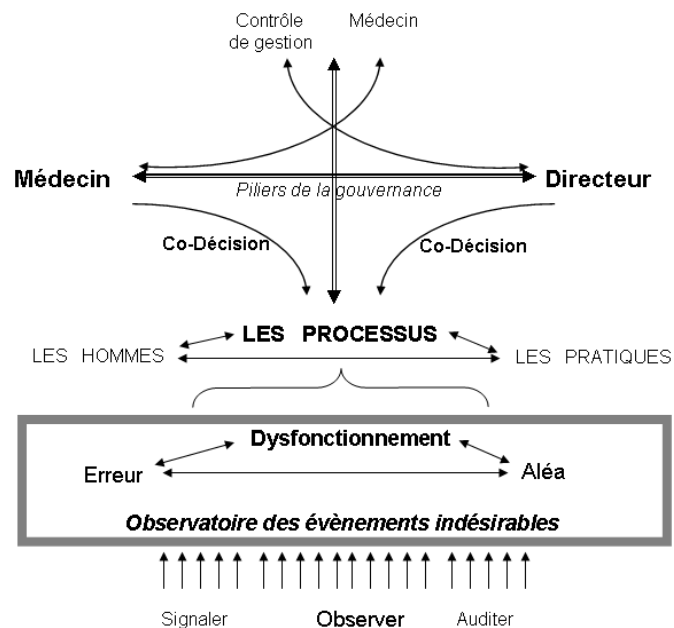 Contrôle
de gestion
Médecin
Médecin
Directeur
Piliers de la gouvernance
Co-Décision
Co-Décision
LES PROCESSUS
LES HOMMES
LES PRATIQUES
Dysfonctionnement
Erreur
Aléa
Observatoire des évènements indésirables
Signaler
Observer
Auditer